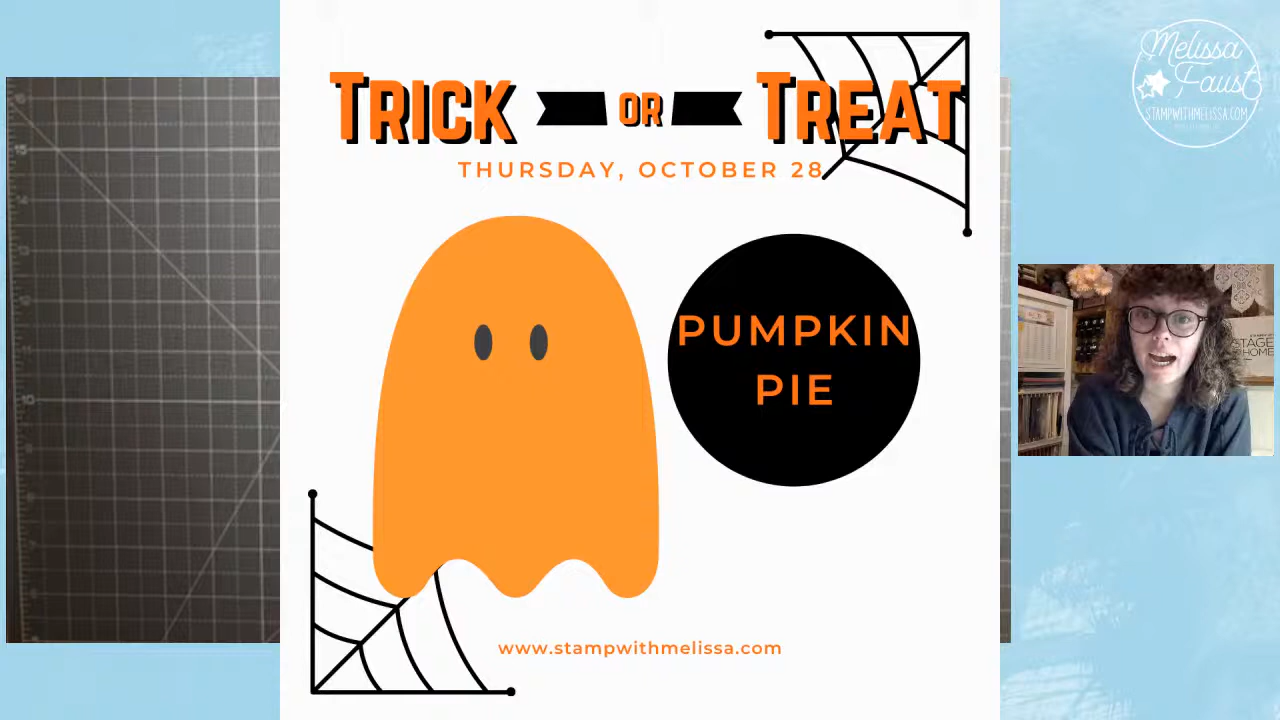 TRICK OR TREAT
THURSDAY, OCTOBER 28
PUMPKIN
PIE
www.stampwithmelissa.com
Melissa
Faust
STAMPWITHMELISSA.COM
STAGE
HOME